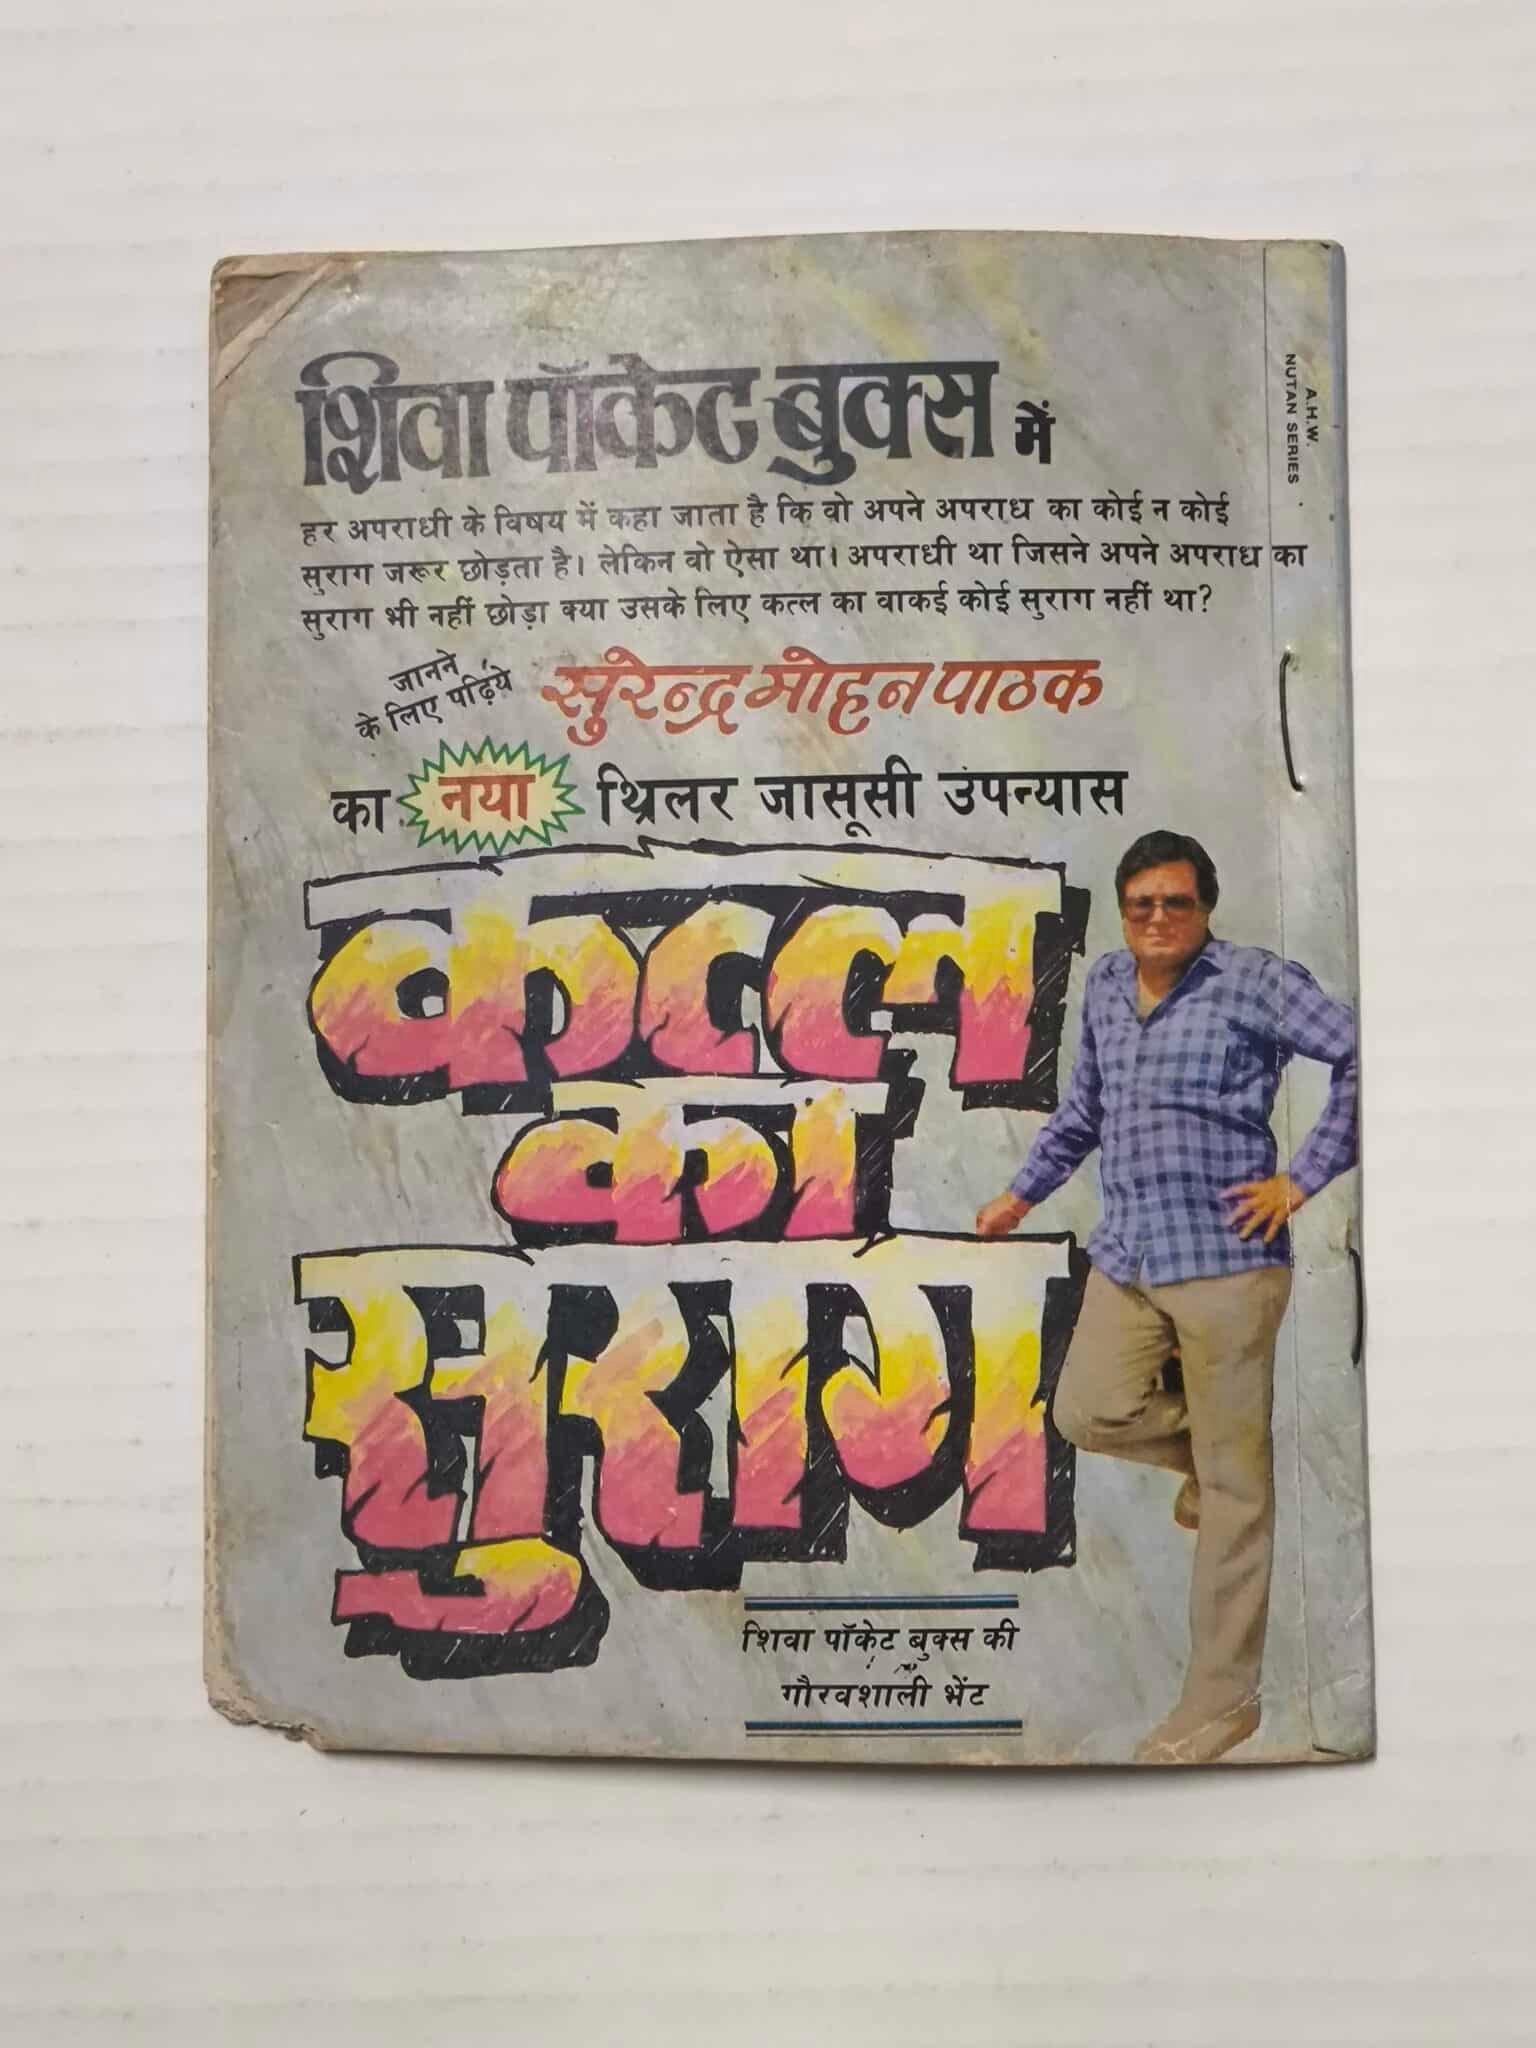 शिवा पॉकेट बुक्स में
हर अपराधी के विषय में कहा जाता है कि वो अपने अपराध का कोई न कोई
सुराग जरूर छोड़ता है। लेकिन वो ऐसा था। अपराधी था जिसने अपने अपराध का
सुराग भी नहीं छोड़ा क्या उसके लिए कत्ल का वाकई कोई सुराग नहीं था?
जानने
के लिए पढ़िये
सुरेन्द्र मोहन पाठक
का नया थ्रिलर जासूसी उपन्यास
कत्ल
का
सुराग
शिवा पॉकेट बुक्स की
गौरवशाली भेंट
A.H.W.
NUTAN SERIES